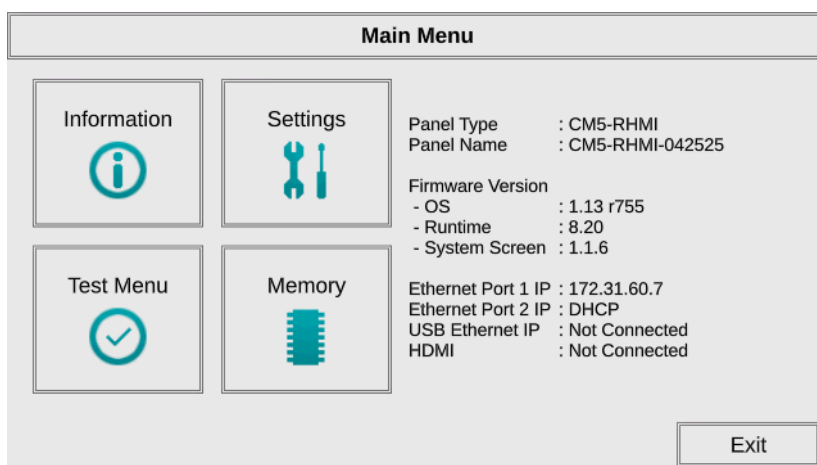 Main Menu
Information
Settings
Test Menu
Memory
Panel Type : CM5-RHMI
Panel Name : CM5-RHMI-042525
Firmware Version
- OS : 1.13 r755
- Runtime : 8.20
- System Screen : 1.1.6
Ethernet Port 1 IP : 172.31.60.7
Ethernet Port 2 IP : DHCP
USB Ethernet IP : Not Connected
HDMI : Not Connected
Exit